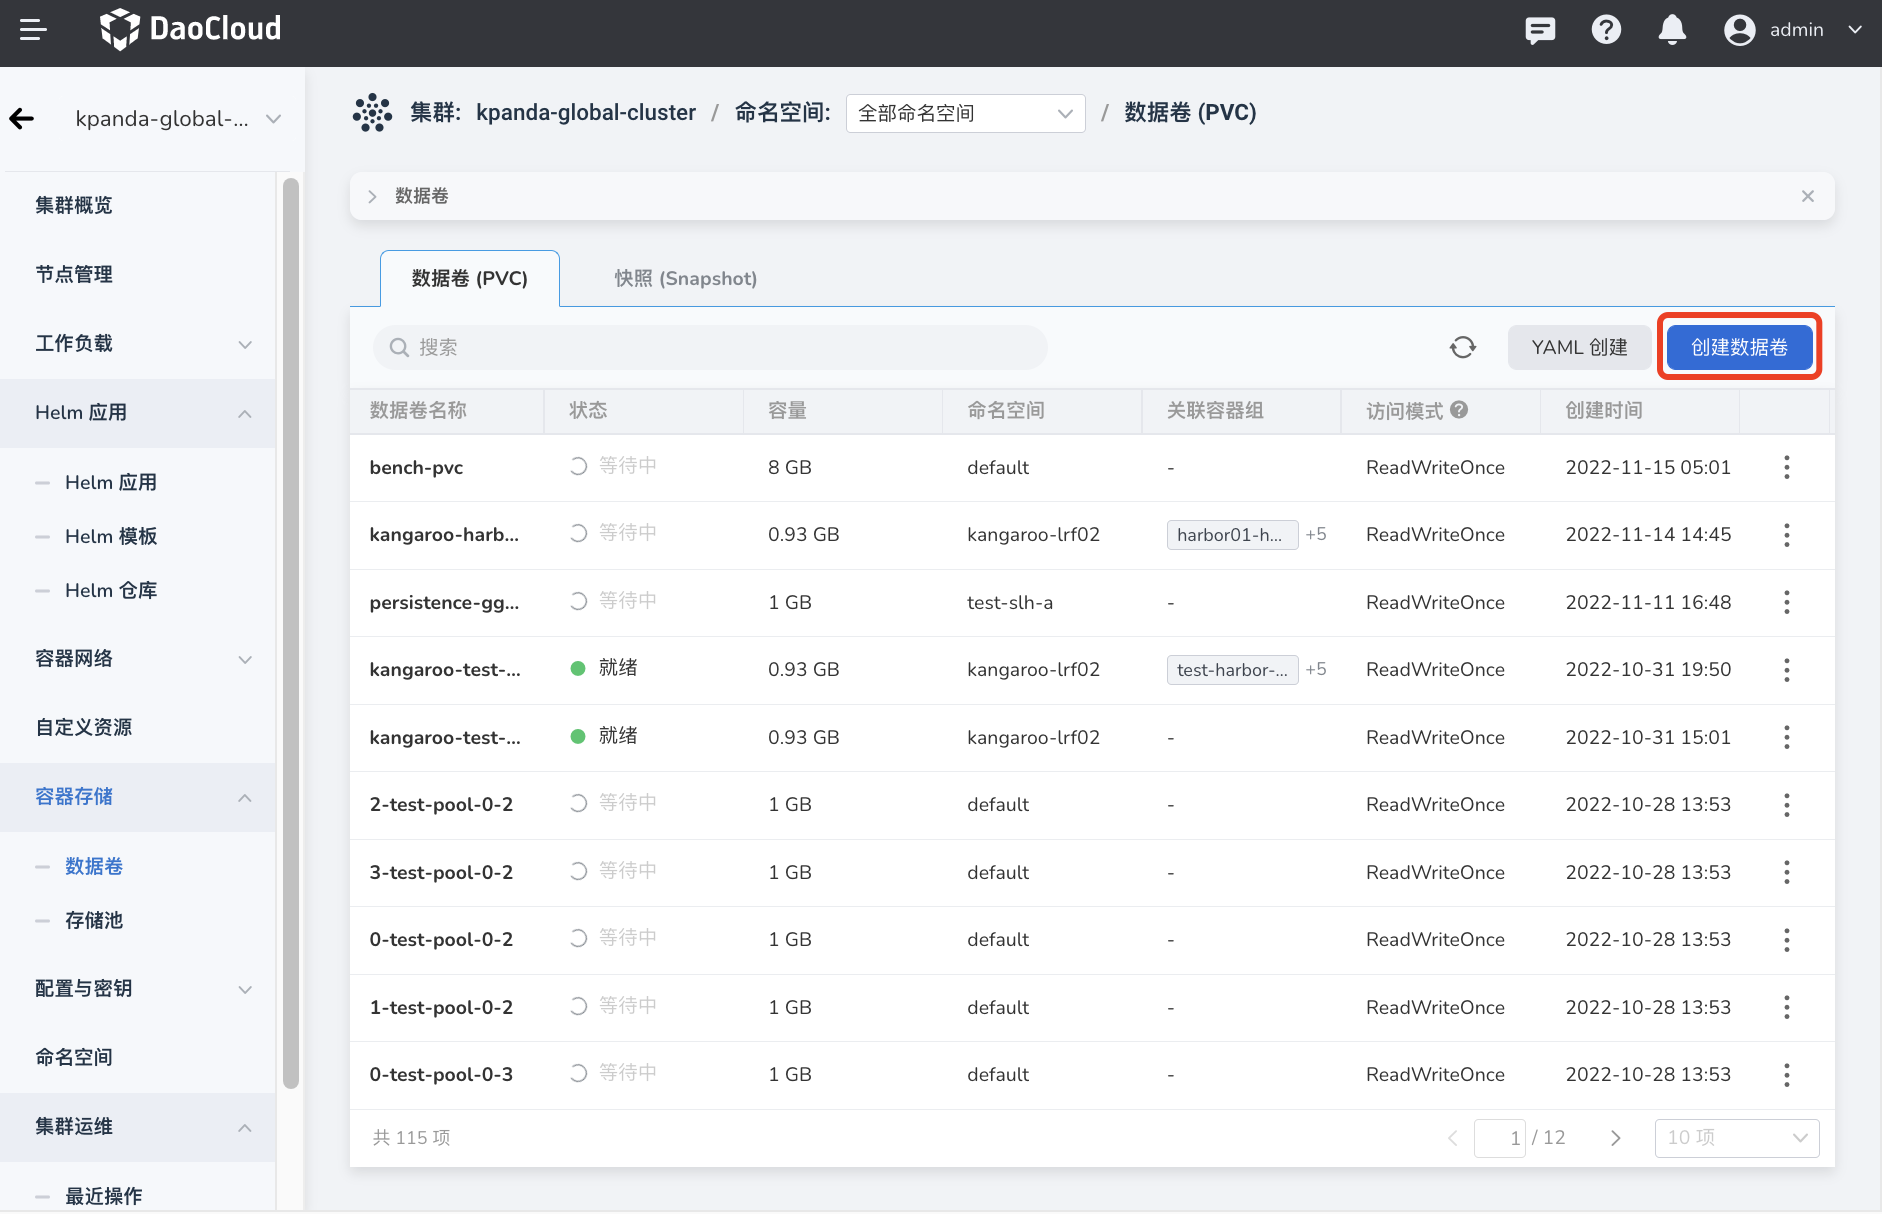 DaoCloud
admin
kpanda-global-...
集群: kpanda-global-cluster / 命名空间: 全部命名空间 / 数据卷 (PVC)
集群概览
节点管理
工作负载
Helm 应用
Helm 应用
Helm 模板
Helm 仓库
容器网络
自定义资源
容器存储
数据卷
存储池
配置与密钥
命名空间
集群运维
最近操作
数据卷
数据卷 (PVC) 快照 (Snapshot)
搜索 YAML 创建 创建数据卷
数据卷名称 状态 容量 命名空间 关联容器组 访问模式 创建时间
bench-pvc 等待中 8 GB default - ReadWriteOnce 2022-11-15 05:01
kangaroo-harb... 等待中 0.93 GB kangaroo-lrf02 harbor01-h... +5 ReadWriteOnce 2022-11-14 14:45
persistence-gg... 等待中 1 GB test-slh-a - ReadWriteOnce 2022-11-11 16:48
kangaroo-test-... 就绪 0.93 GB kangaroo-lrf02 test-harbor-... +5 ReadWriteOnce 2022-10-31 19:50
kangaroo-test-... 就绪 0.93 GB kangaroo-lrf02 - ReadWriteOnce 2022-10-31 15:01
2-test-pool-0-2 等待中 1 GB default - ReadWriteOnce 2022-10-28 13:53
3-test-pool-0-2 等待中 1 GB default - ReadWriteOnce 2022-10-28 13:53
0-test-pool-0-2 等待中 1 GB default - ReadWriteOnce 2022-10-28 13:53
1-test-pool-0-2 等待中 1 GB default - ReadWriteOnce 2022-10-28 13:53
0-test-pool-0-3 等待中 1 GB default - ReadWriteOnce 2022-10-28 13:53
共 115 项 1 / 12 10 项